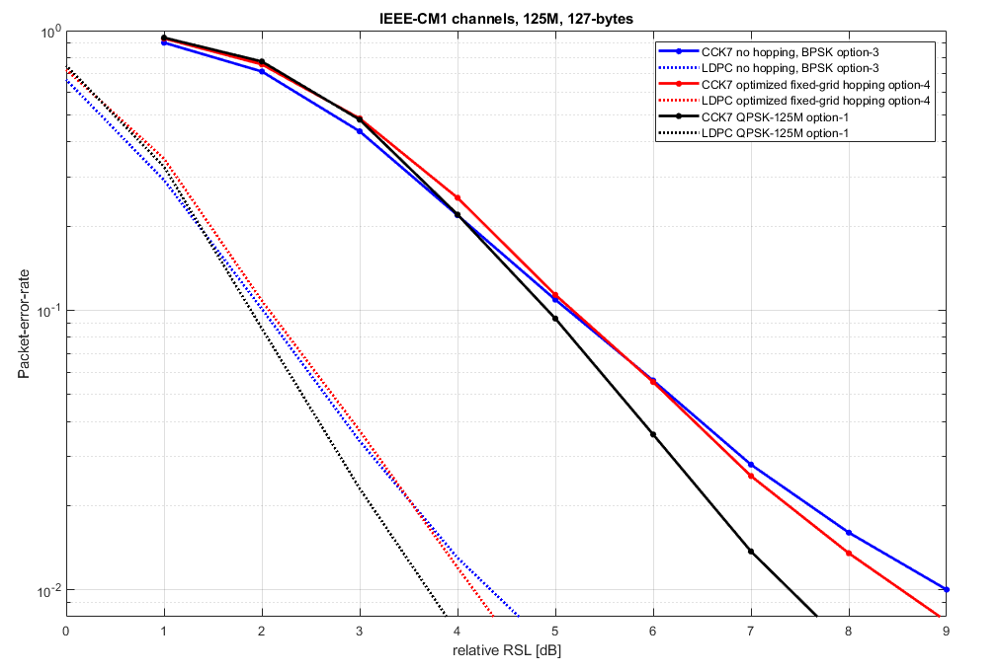 IEEE-CM1 channels, 125M, 127-bytes
CCK7 no hopping, BPSK option-3
LDPC no hopping, BPSK option-3
CCK7 optimized fixed-grid hopping option-4
LDPC optimized fixed-grid hopping option-4
CCK7 QPSK-125M option-1
LDPC QPSK-125M option-1
Packet-error-rate
10^0
10^-1
10^-2
0 1 2 3 4 5 6 7 8 9
relative RSL [dB]